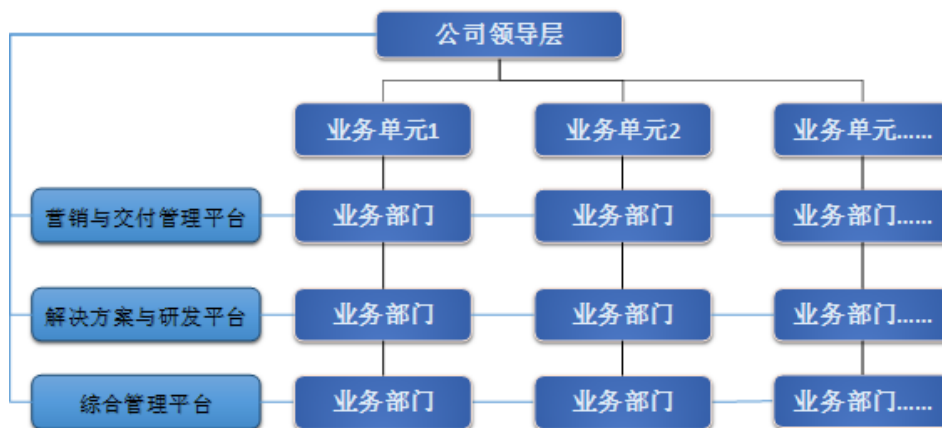 公司领导层
业务单元1
业务单元2
业务单元......
营销与交付管理平台
业务部门
业务部门
业务部门......
解决方案与研发平台
业务部门
业务部门
业务部门......
综合管理平台
业务部门
业务部门
业务部门......